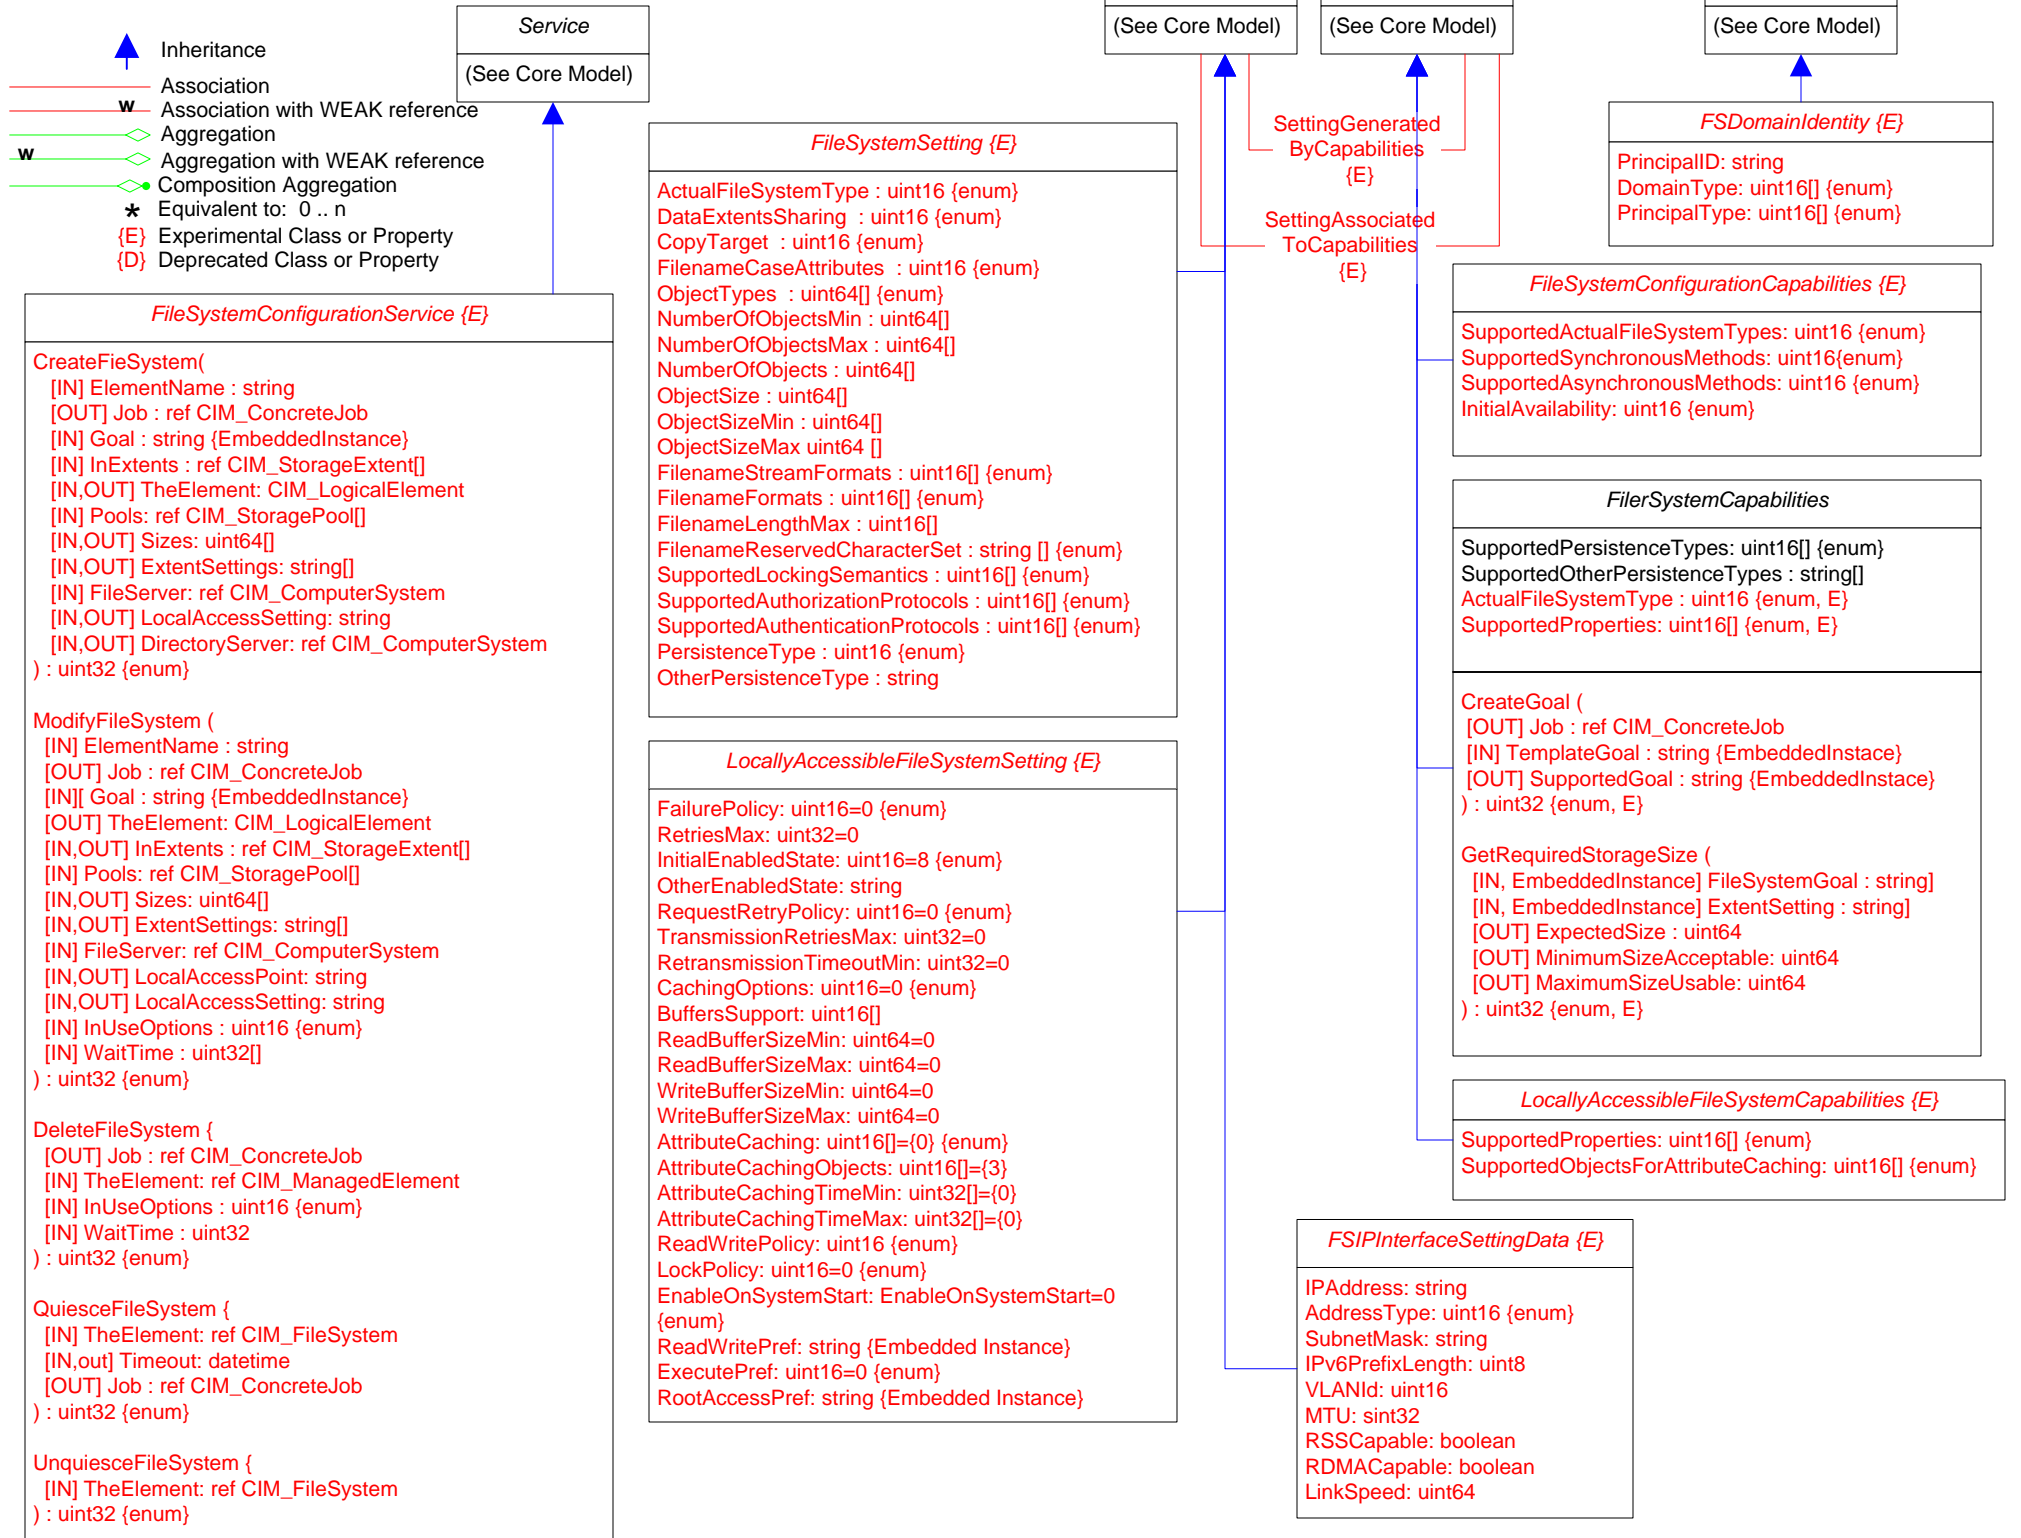 Inheritance
Association
w
Association with WEAK reference
Aggregation
w
Aggregation with WEAK reference
Composition Aggregation
* Equivalent to: 0 .. n
{E} Experimental Class or Property
{D} Deprecated Class or Property
Service
(See Core Model)
(See Core Model)
(See Core Model)
(See Core Model)
FileSystemConfigurationService {E}
CreateFieSystem(
[IN] ElementName : string
[OUT] Job : ref CIM_ConcreteJob
[IN] Goal : string {EmbeddedInstance}
[IN] InExtents : ref CIM_StorageExtent[]
[IN,OUT] TheElement: CIM_LogicalElement
[IN] Pools: ref CIM_StoragePool[]
[IN,OUT] Sizes: uint64[]
[IN,OUT] ExtentSettings: string[]
[IN] FileServer: ref CIM_ComputerSystem
[IN,OUT] LocalAccessSetting: string
[IN,OUT] DirectoryServer: ref CIM_ComputerSystem
) : uint32 {enum}
ModifyFileSystem (
[IN] ElementName : string
[OUT] Job : ref CIM_ConcreteJob
[IN][ Goal : string {EmbeddedInstance}
[OUT] TheElement: CIM_LogicalElement
[IN,OUT] InExtents : ref CIM_StorageExtent[]
[IN] Pools: ref CIM_StoragePool[]
[IN,OUT] Sizes: uint64[]
[IN,OUT] ExtentSettings: string[]
[IN] FileServer: ref CIM_ComputerSystem
[IN,OUT] LocalAccessPoint: string
[IN,OUT] LocalAccessSetting: string
[IN] InUseOptions : uint16 {enum}
[IN] WaitTime : uint32[]
) : uint32 {enum}
DeleteFileSystem {
[OUT] Job : ref CIM_ConcreteJob
[IN] TheElement: ref CIM_ManagedElement
[IN] InUseOptions : uint16 {enum}
[IN] WaitTime : uint32
) : uint32 {enum}
QuiesceFileSystem {
[IN] TheElement: ref CIM_FileSystem
[IN,out] Timeout: datetime
[OUT] Job : ref CIM_ConcreteJob
) : uint32 {enum}
UnquiesceFileSystem {
[IN] TheElement: ref CIM_FileSystem
) : uint32 {enum}
FileSystemSetting {E}
ActualFileSystemType : uint16 {enum}
DataExtentsSharing : uint16 {enum}
CopyTarget : uint16 {enum}
FilenameCaseAttributes : uint16 {enum}
ObjectTypes : uint64[] {enum}
NumberOfObjectsMin : uint64[]
NumberOfObjectsMax : uint64[]
NumberOfObjects : uint64[]
ObjectSize : uint64[]
ObjectSizeMin : uint64[]
ObjectSizeMax uint64 []
FilenameStreamFormats : uint16[] {enum}
FilenameFormats : uint16[] {enum}
FilenameLengthMax : uint16[]
FilenameReservedCharacterSet : string [] {enum}
SupportedLockingSemantics : uint16[] {enum}
SupportedAuthorizationProtocols : uint16[] {enum}
SupportedAuthenticationProtocols : uint16[] {enum}
PersistenceType : uint16 {enum}
OtherPersistenceType : string
LocallyAccessibleFileSystemSetting {E}
FailurePolicy: uint16=0 {enum}
RetriesMax: uint32=0
InitialEnabledState: uint16=8 {enum}
OtherEnabledState: string
RequestRetryPolicy: uint16=0 {enum}
TransmissionRetriesMax: uint32=0
RetransmissionTimeoutMin: uint32=0
CachingOptions: uint16=0 {enum}
BuffersSupport: uint16[]
ReadBufferSizeMin: uint64=0
ReadBufferSizeMax: uint64=0
WriteBufferSizeMin: uint64=0
WriteBufferSizeMax: uint64=0
AttributeCaching: uint16[]={0} {enum}
AttributeCachingObjects: uint16[]={3}
AttributeCachingTimeMin: uint32[]={0}
AttributeCachingTimeMax: uint32[]={0}
ReadWritePolicy: uint16 {enum}
LockPolicy: uint16=0 {enum}
EnableOnSystemStart: EnableOnSystemStart=0
{enum}
ReadWritePref: string {Embedded Instance}
ExecutePref: uint16=0 {enum}
RootAccessPref: string {Embedded Instance}
SettingGenerated
ByCapabilities
{E}
SettingAssociated
ToCapabilities
{E}
FSDomainIdentity {E}
PrincipalID: string
DomainType: uint16[] {enum}
PrincipalType: uint16[] {enum}
FileSystemConfigurationCapabilities {E}
SupportedActualFileSystemTypes: uint16 {enum}
SupportedSynchronousMethods: uint16{enum}
SupportedAsynchronousMethods: uint16 {enum}
InitialAvailability: uint16 {enum}
FilerSystemCapabilities
SupportedPersistenceTypes: uint16[] {enum}
SupportedOtherPersistenceTypes : string[]
ActualFileSystemType : uint16 {enum, E}
SupportedProperties: uint16[] {enum, E}
CreateGoal (
[OUT] Job : ref CIM_ConcreteJob
[IN] TemplateGoal : string {EmbeddedInstace}
[OUT] SupportedGoal : string {EmbeddedInstace}
) : uint32 {enum, E}
GetRequiredStorageSize (
[IN, EmbeddedInstance] FileSystemGoal : string]
[IN, EmbeddedInstance] ExtentSetting : string]
[OUT] ExpectedSize : uint64
[OUT] MinimumSizeAcceptable: uint64
[OUT] MaximumSizeUsable: uint64
) : uint32 {enum, E}
LocallyAccessibleFileSystemCapabilities {E}
SupportedProperties: uint16[] {enum}
SupportedObjectsForAttributeCaching: uint16[] {enum}
FSIPInterfaceSettingData {E}
IPAddress: string
AddressType: uint16 {enum}
SubnetMask: string
IPv6PrefixLength: uint8
VLANId: uint16
MTU: sint32
RSSCapable: boolean
RDMACapable: boolean
LinkSpeed: uint64